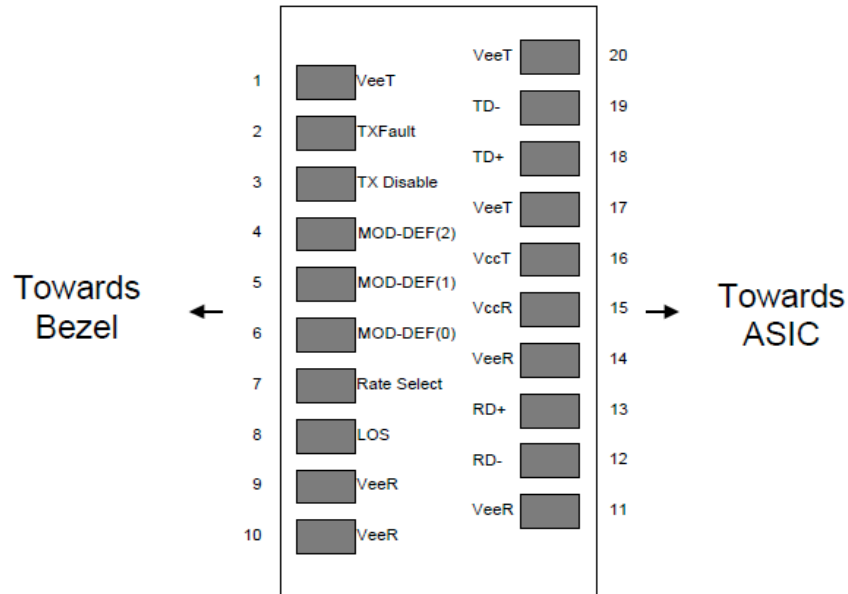 VeeT 20
1 VeeT
TD- 19
2 TXFault
TD+ 18
3 TX Disable
VeeT 17
4 MOD-DEF(2)
VccT 16
5 MOD-DEF(1)
VccR 15
6 MOD-DEF(0)
VeeR 14
7 Rate Select
RD+ 13
8 LOS
RD- 12
9 VeeR
VeeR 11
10 VeeR
Towards
Bezel
Towards
ASIC